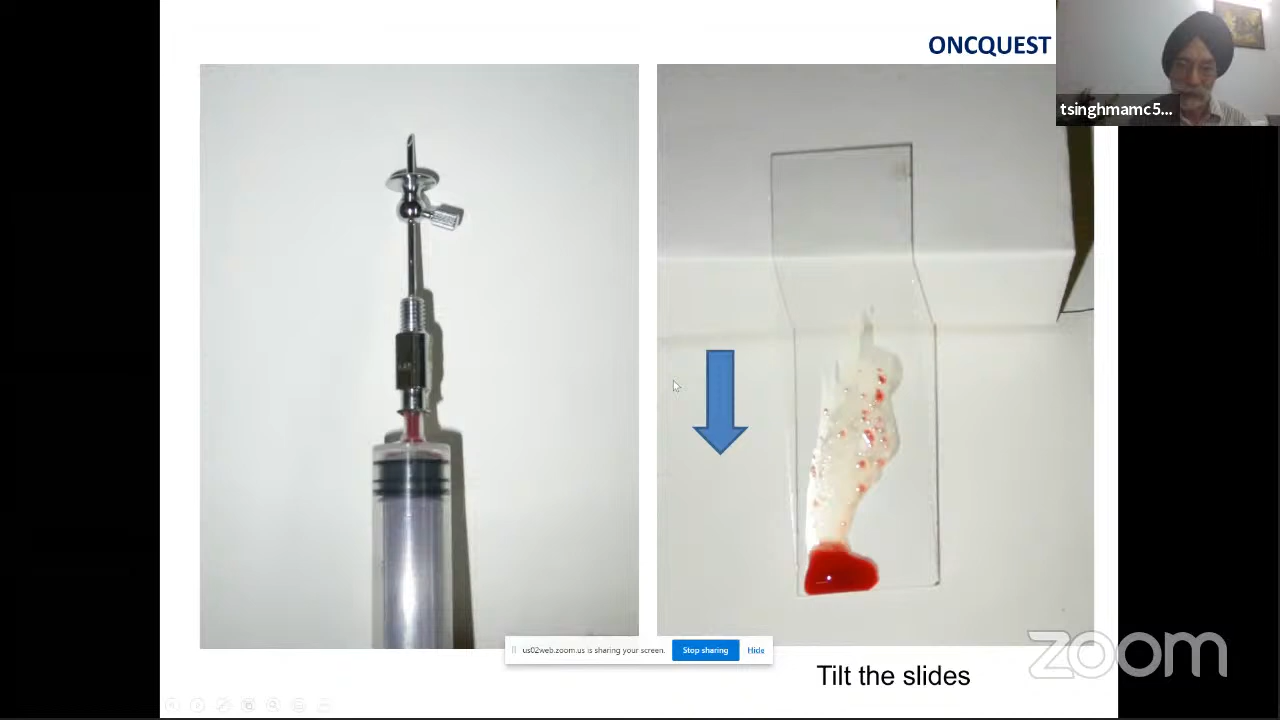 ONCQUEST
tsinghmamc5...
us02web.zoom.us is sharing your screen.
Stop sharing
Hide
Tilt the slides
zoom